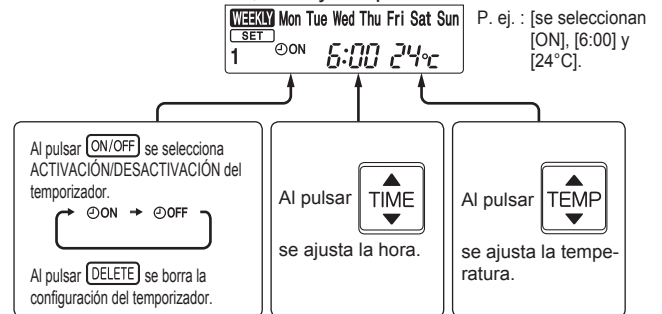 WEEKLY Mon Tue Wed Thu Fri Sat Sun
SET
1 ON 6:00 24°C
P. ej. : [se seleccionan
[ON], [6:00] y
[24°C].
Al pulsar ON/OFF se selecciona
ACTIVACIÓN/DESACTIVACIÓN del
temporizador.
ON → OFF
Al pulsar DELETE se borra la
configuración del temporizador.
Al pulsar TIME
se ajusta la hora.
Al pulsar TEMP
se ajusta la tempe-
ratura.